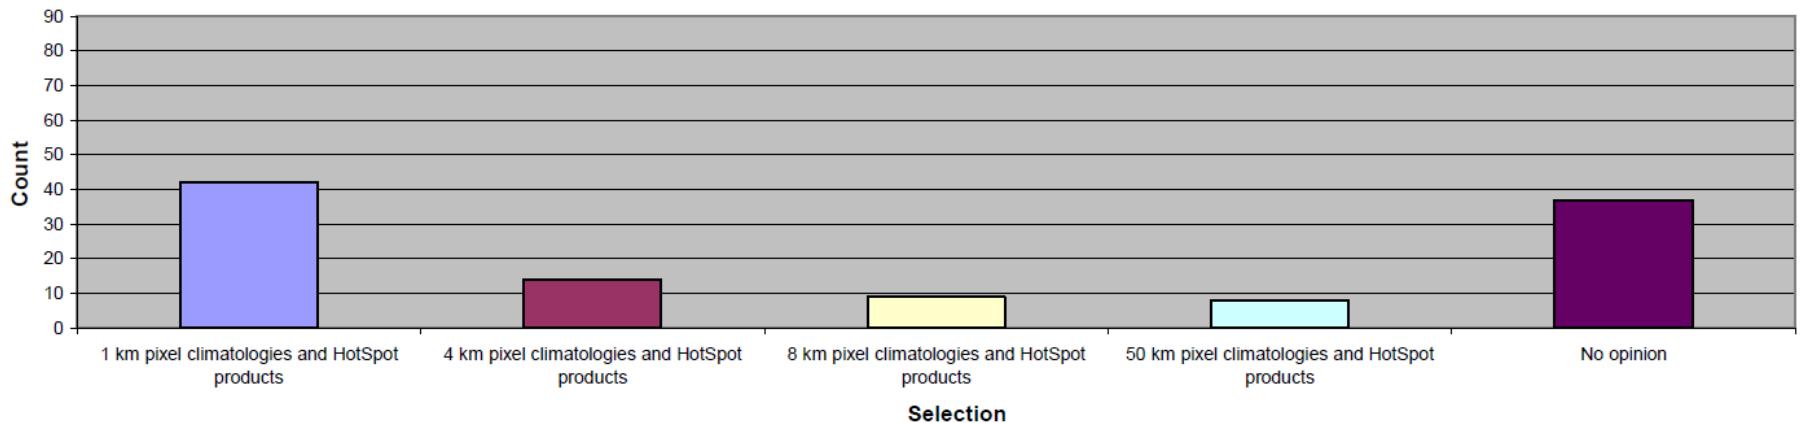 90
80
70
60
50
40
30
20
10
0
Count
1 km pixel climatologies and HotSpot
products
4 km pixel climatologies and HotSpot
products
8 km pixel climatologies and HotSpot
products
50 km pixel climatologies and HotSpot
products
No opinion
Selection